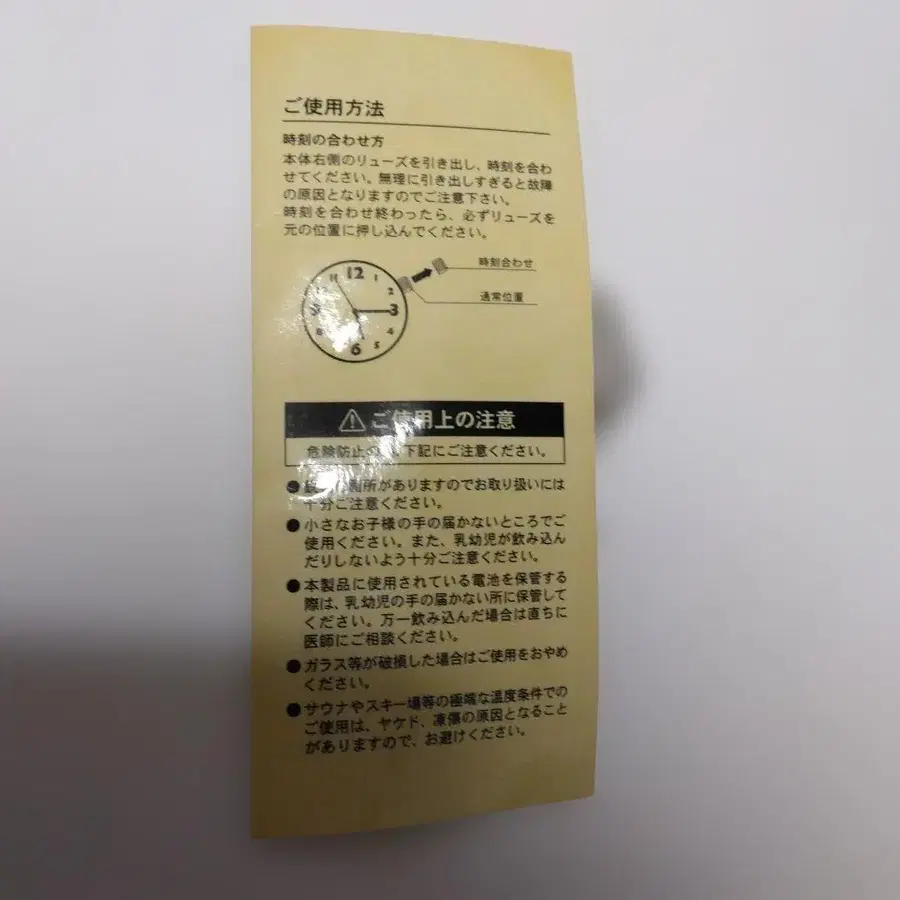 ご使用方法
時刻の合わせ方
本体右側のリューズを引き出し、時刻を合わ
せてください。無理に引き出しすぎると故障
の原因となりますのでご注意下さい。
時刻を合わせ終わったら、必ずリューズを
元の位置に押し込んでください。
時刻合わせ
通常位置
12
1
2
3
4
5
6
8
ご使用上の注意
危険防止の 下記にご注意ください。
● 箇所がありますのでお取り扱いには
十分ご注意ください。
●小さなお子様の手の届かないところでご
使用ください。また、乳幼児が飲み込ん
だりしないよう十分ご注意ください。
●本製品に使用されている電池を保管する
際は、乳幼児の手の届かない所に保管して
ください。万一飲み込んだ場合は直ちに
医師にご相談ください。
●ガラス等が破損した場合はご使用をおやめ
ください。
●サウナやスキー場等の極端な温度条件での
ご使用は、ヤケド、凍傷の原因となること
がありますので、お避けください。